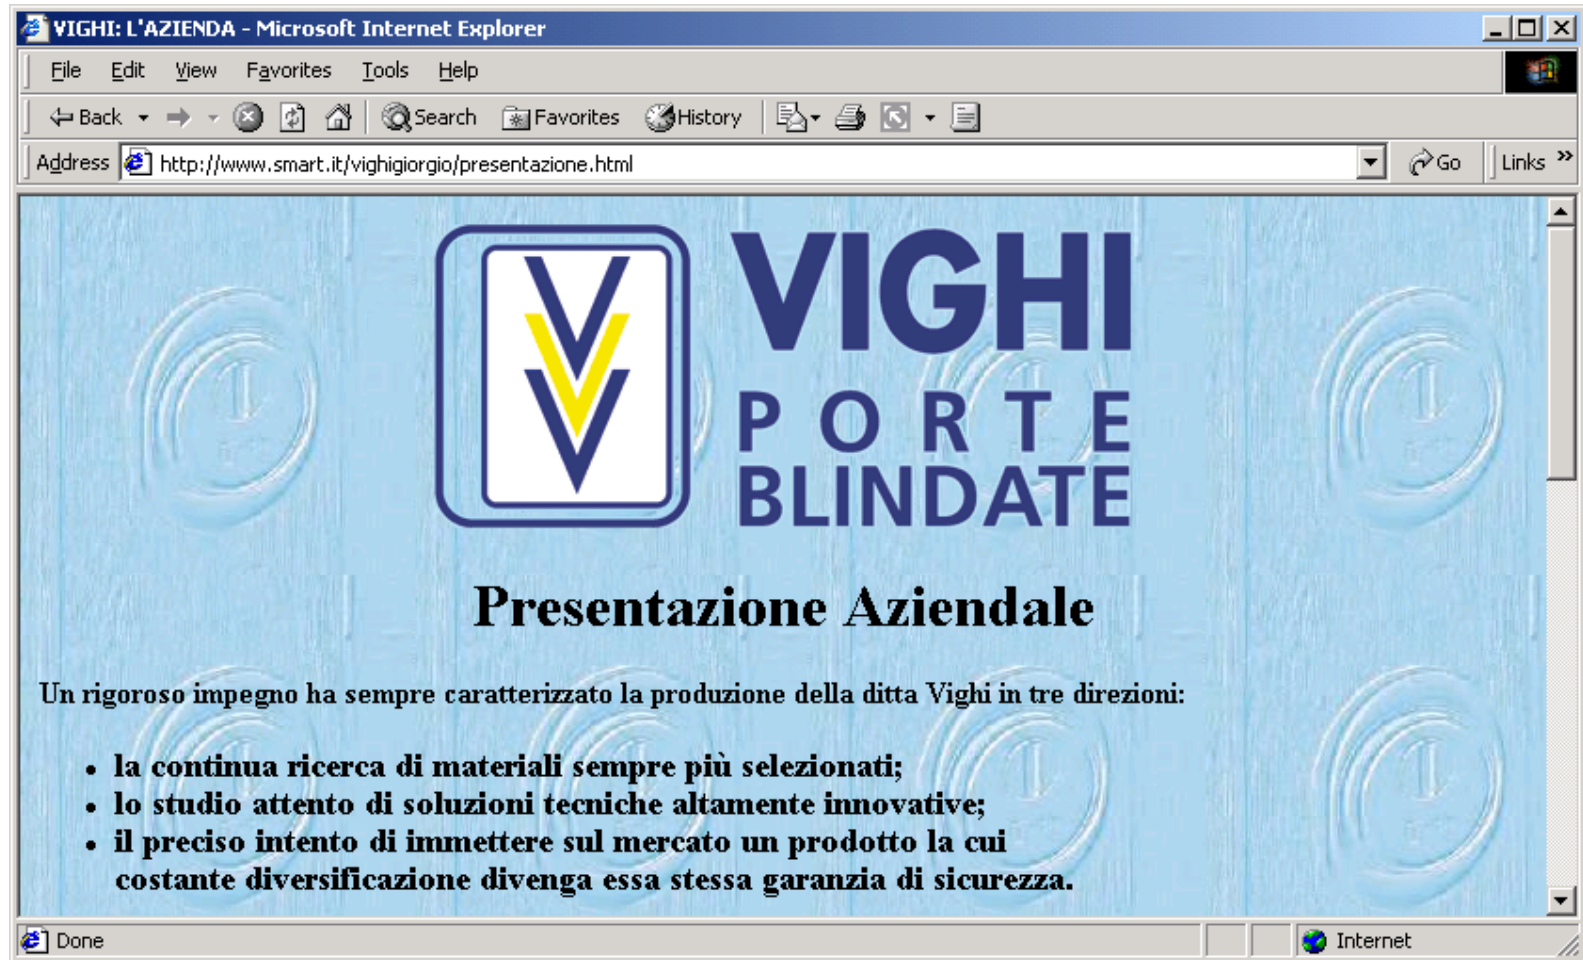 VIGHI: L'AZIENDA - Microsoft Internet Explorer
File Edit View Favorites Tools Help
Back Search Favorites History
Address http://www.smart.it/vighigiorgio/presentazione.html Go Links »
VIGHI
PORTE
BLINDATE
Presentazione Aziendale
Un rigoroso impegno ha sempre caratterizzato la produzione della ditta Vighi in tre direzioni:
• la continua ricerca di materiali sempre più selezionati;
• lo studio attento di soluzioni tecniche altamente innovative;
• il preciso intento di immettere sul mercato un prodotto la cui
costante diversificazione divenga essa stessa garanzia di sicurezza.
Done Internet